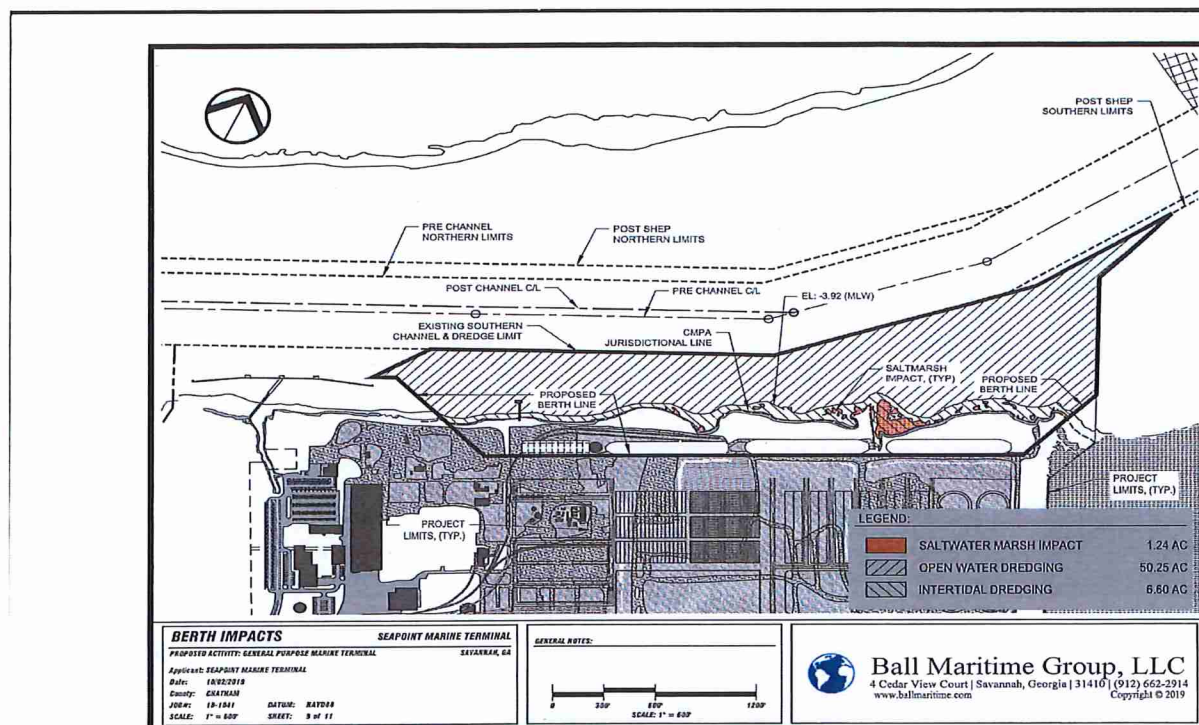 POST SHEP
SOUTHERN LIMITS
PRE CHANNEL
NORTHERN LIMITS
POST SHEP
NORTHERN LIMITS
POST CHANNEL C/L
PRE CHANNEL C/L
EL: -3.92 (MLW)
EXISTING SOUTHERN
CHANNEL & DREDGE LIMIT
CMPA
JURISDICTIONAL LINE
SALTMARSH
IMPACT, (TYP)
PROPOSED
BERTH LINE
PROPOSED
BERTH LINE
PROJECT
LIMITS, (TYP.)
PROJECT
LIMITS, (TYP.)
LEGEND:
SALTWATER MARSH IMPACT 1.24 AC
OPEN WATER DREDGING 50.25 AC
INTERTIDAL DREDGING 6.60 AC
BERTH IMPACTS SEAPOINT MARINE TERMINAL
PROPOSED ACTIVITY: GENERAL PURPOSE MARINE TERMINAL SAVANNAH, GA
Applicant: SEAPOINT MARINE TERMINAL
Date: 10/02/2019
County: CHATHAM
JOB#: DATUM: NAVD88
SCALE: 1" = 600' SHEET: 9 of 11
GENERAL NOTES:
0 300' 600' 1200'
SCALE: 1" = 600'
Ball Maritime Group, LLC
4 Cedar View Court | Savannah, Georgia | 31410 | (912) 662-2914
www.ballmaritime.com Copyright © 2019